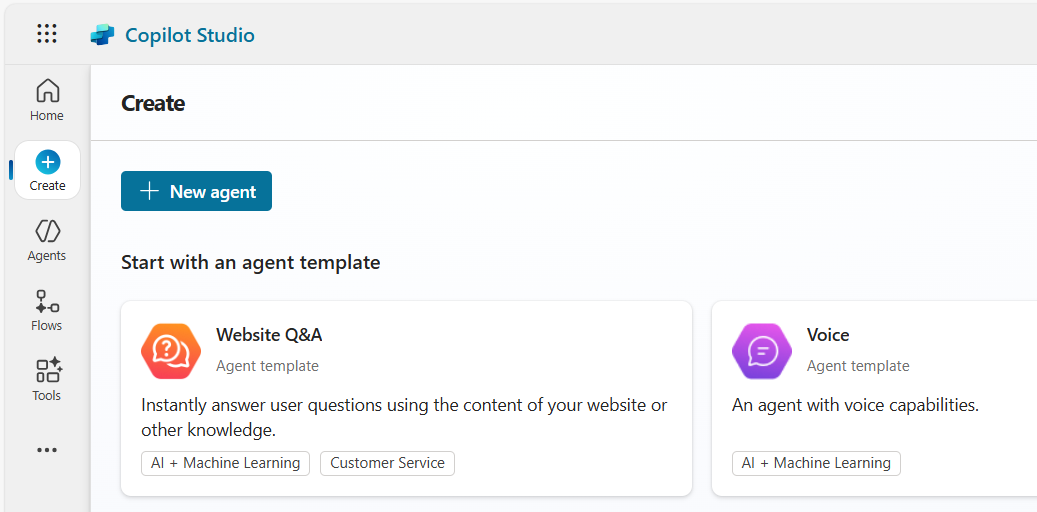 Copilot Studio
Home
Create
Agents
Flows
Tools
Create
New agent
Start with an agent template
Website Q&A
Agent template
Instantly answer user questions using the content of your website or
other knowledge.
AI + Machine Learning
Customer Service
Voice
Agent template
An agent with voice capabilities.
AI + Machine Learning